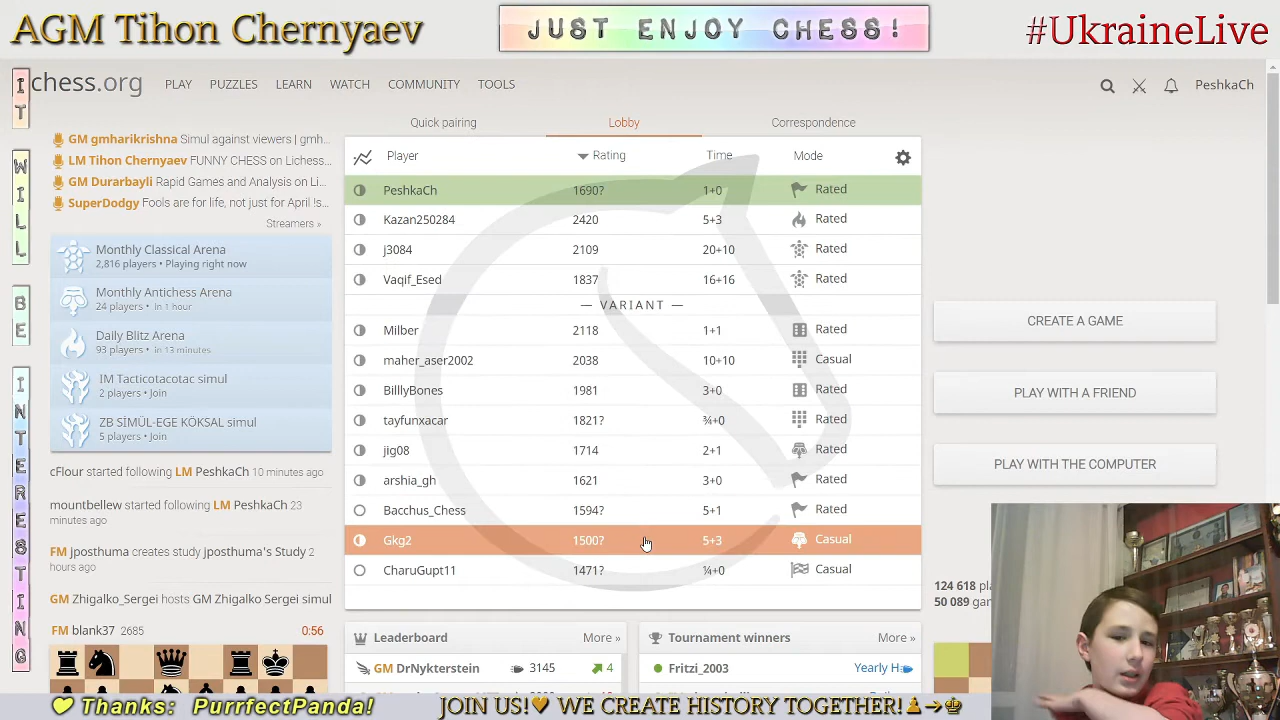 AGM Tihon Chernyaev
JUST ENJOY CHESS!
#UkraineLive
IT WILL BE INTERESTING
chess.org
PLAY PUZZLES LEARN WATCH COMMUNITY TOOLS
PeshkaCh
GM gmharikrishna Simul against viewers | gmh...
LM Tihon Chernyaev FUNNY CHESS on Lichess...
GM Durarbayli Rapid Games and Analysis on Li...
SuperDodgy Fools are for life, not just for April !s...
Streamers »
Monthly Classical Arena
2,816 players • Playing right now
Monthly Antichess Arena
24 players • In 1 hour
Daily Blitz Arena
93 players • in 13 minutes
IM Tacticotacotac simul
2 players • Join
ZB SİMÜL-EGE KÖKSAL simul
5 players • Join
cFlour started following LM PeshkaCh 10 minutes ago
mountbellew started following LM PeshkaCh 23
minutes ago
FM jposthuma creates study jposthuma's Study 2
hours ago
GM Zhigalko_Sergei hosts GM Zhigalko Sergei simul
FM blank37 2685 0:56
Quick pairing Lobby Correspondence
Player Rating Time Mode
PeshkaCh 1690? 1+0 Rated
Kazan250284 2420 5+3 Rated
j3084 2109 20+10 Rated
Vaqif_Esed 1837 16+16 Rated
— VARIANT —
Milber 2118 1+1 Rated
maher_aser2002 2038 10+10 Casual
BilllyBones 1981 3+0 Rated
tayfunxacar 1821? ¾+0 Rated
jig08 1714 2+1 Rated
arshia_gh 1621 3+0 Rated
Bacchus_Chess 1594? 5+1 Rated
Gkg2 1500? 5+3 Casual
CharuGupt11 1471? ¼+0 Casual
Leaderboard More »
GM DrNykterstein 3145 4
Tournament winners More »
Fritzi_2003 Yearly H
CREATE A GAME
PLAY WITH A FRIEND
PLAY WITH THE COMPUTER
124 618 pla
50 089 gam
Thanks: PurrfectPanda!
JOIN US! WE CREATE HISTORY TOGETHER!